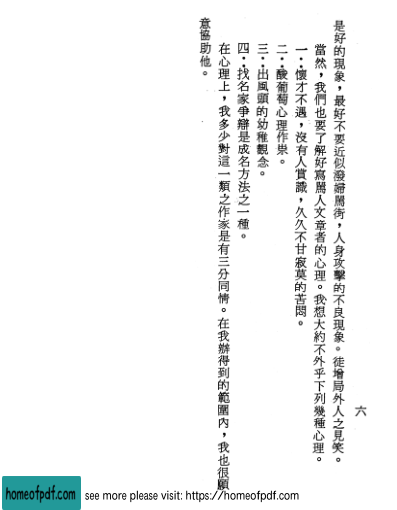 是好的現象，最好不要近似潑婦罵街，人身攻擊的不良現象。徒增局外人之見笑。
當然，我們也要了解好寫罵人文章者的心理。我想大約不外乎下列幾種心理。
一：懷才不遇，沒有人賞識，久久不甘寂莫的苦悶。
二：酸葡萄心理作祟。
三：出風頭的幼稚觀念。
四：找名家爭辯是成名方法之一種。
在心理上，我多少對這一類之作家是有三分同情。在我辦得到的範圍內，我也很願
意協助他。
六
homeofpdf.com
see more please visit: https://homeofpdf.com